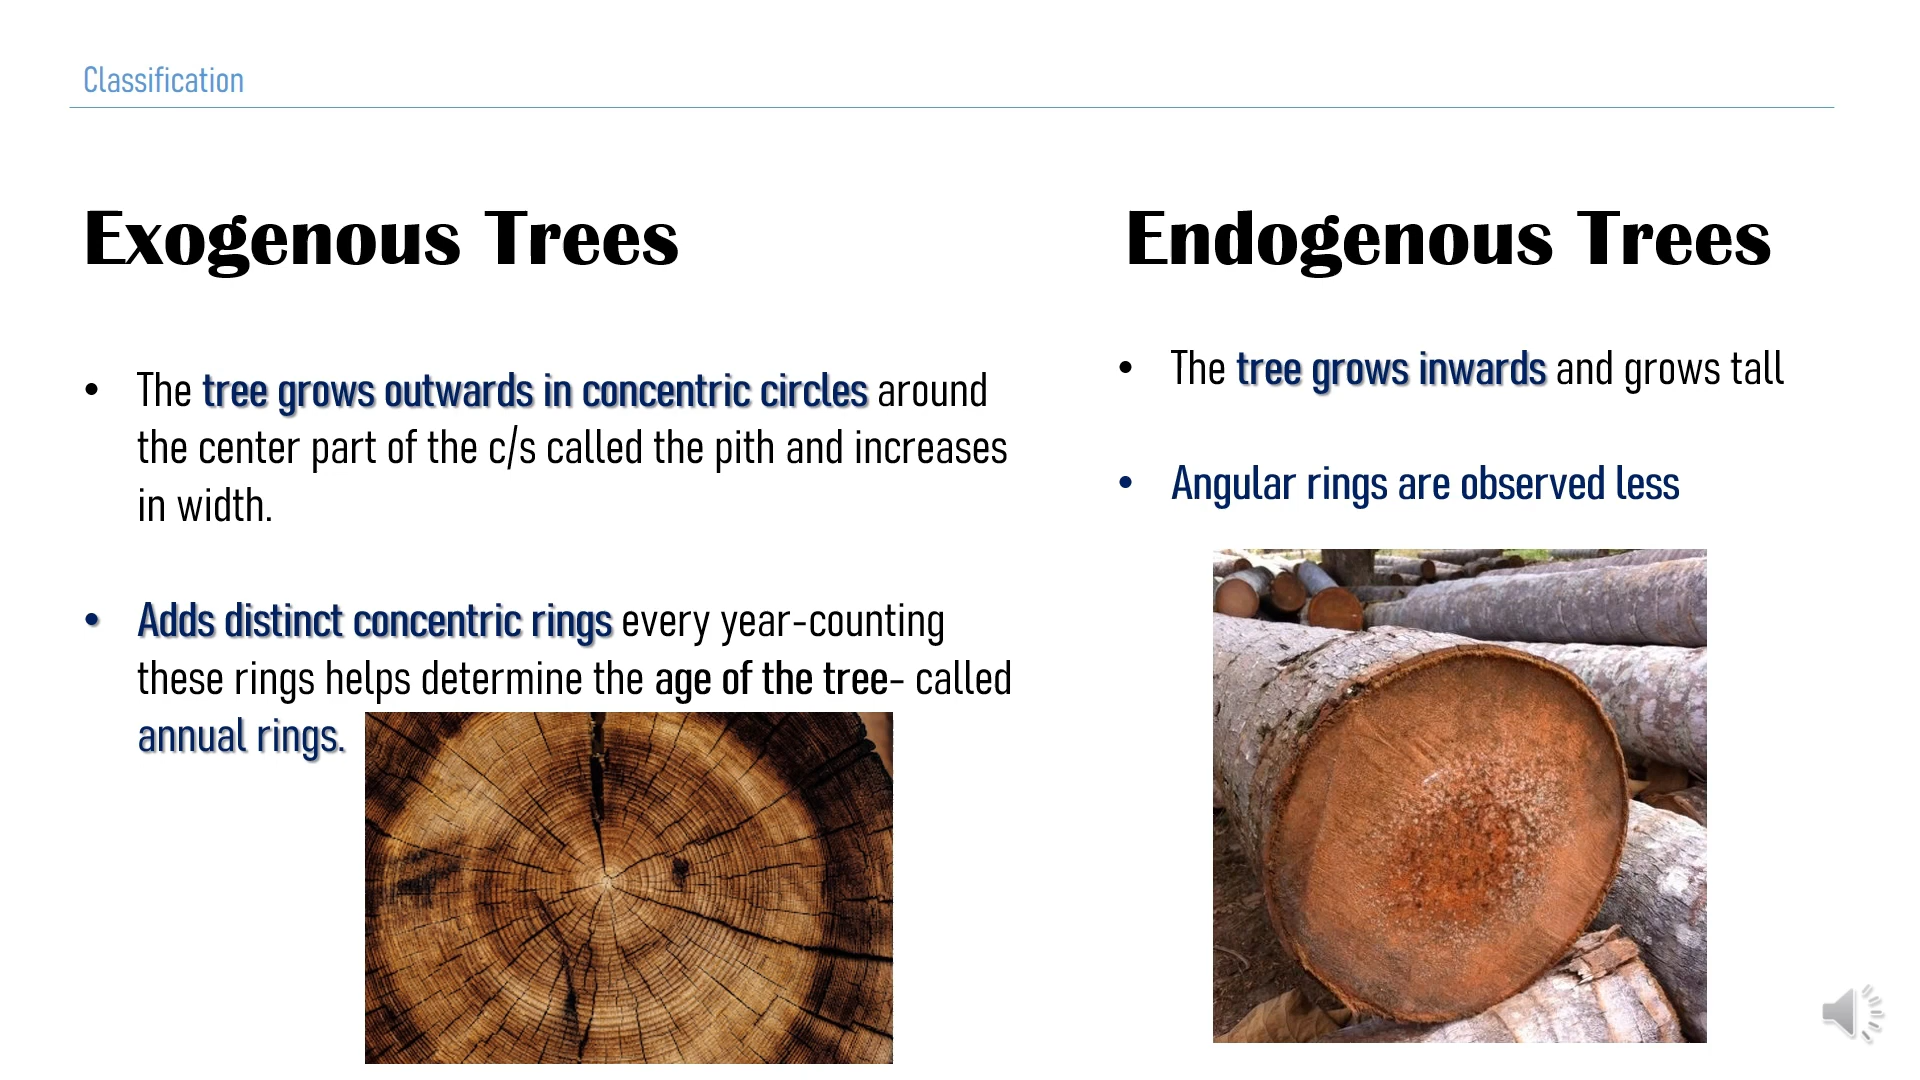 Classification
Exogenous Trees
• The tree grows outwards in concentric circles around
the center part of the c/s called the pith and increases
in width.
• Adds distinct concentric rings every year-counting
these rings helps determine the age of the tree- called
annual rings.
Endogenous Trees
• The tree grows inwards and grows tall
• Angular rings are observed less